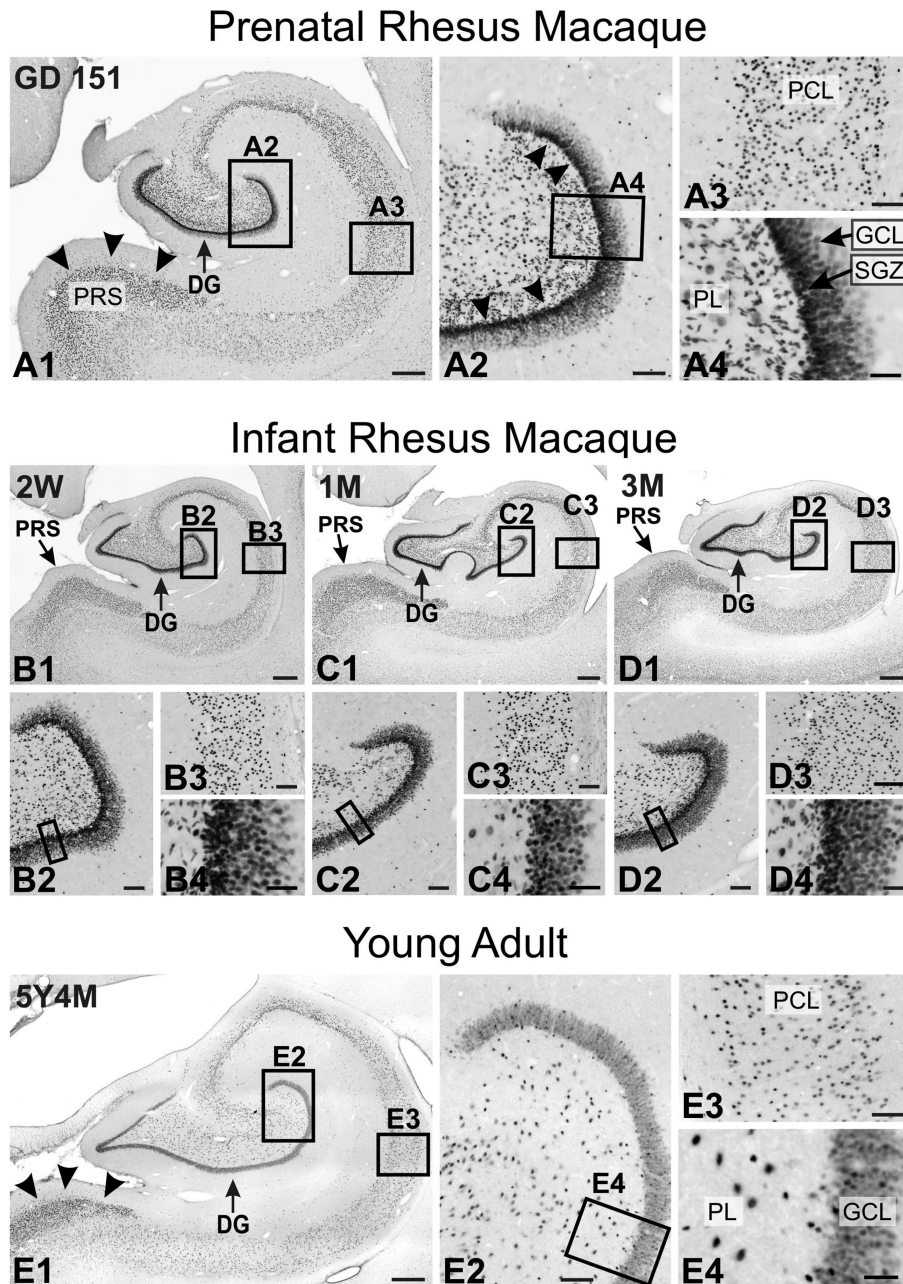 Prenatal Rhesus Macaque
GD 151
A2
A3
DG
PRS
A1
A4
A2
PCL
A3
GCL
SGZ
PL
A4
Infant Rhesus Macaque
2W
PRS
B2
B3
DG
B1
1M
PRS
C2
C3
DG
C1
3M
PRS
D2
D3
DG
D1
B2
B3
B4
C2
C3
C4
D2
D3
D4
Young Adult
5Y4M
E2
E3
DG
E1
E4
E2
PCL
E3
PL
GCL
E4